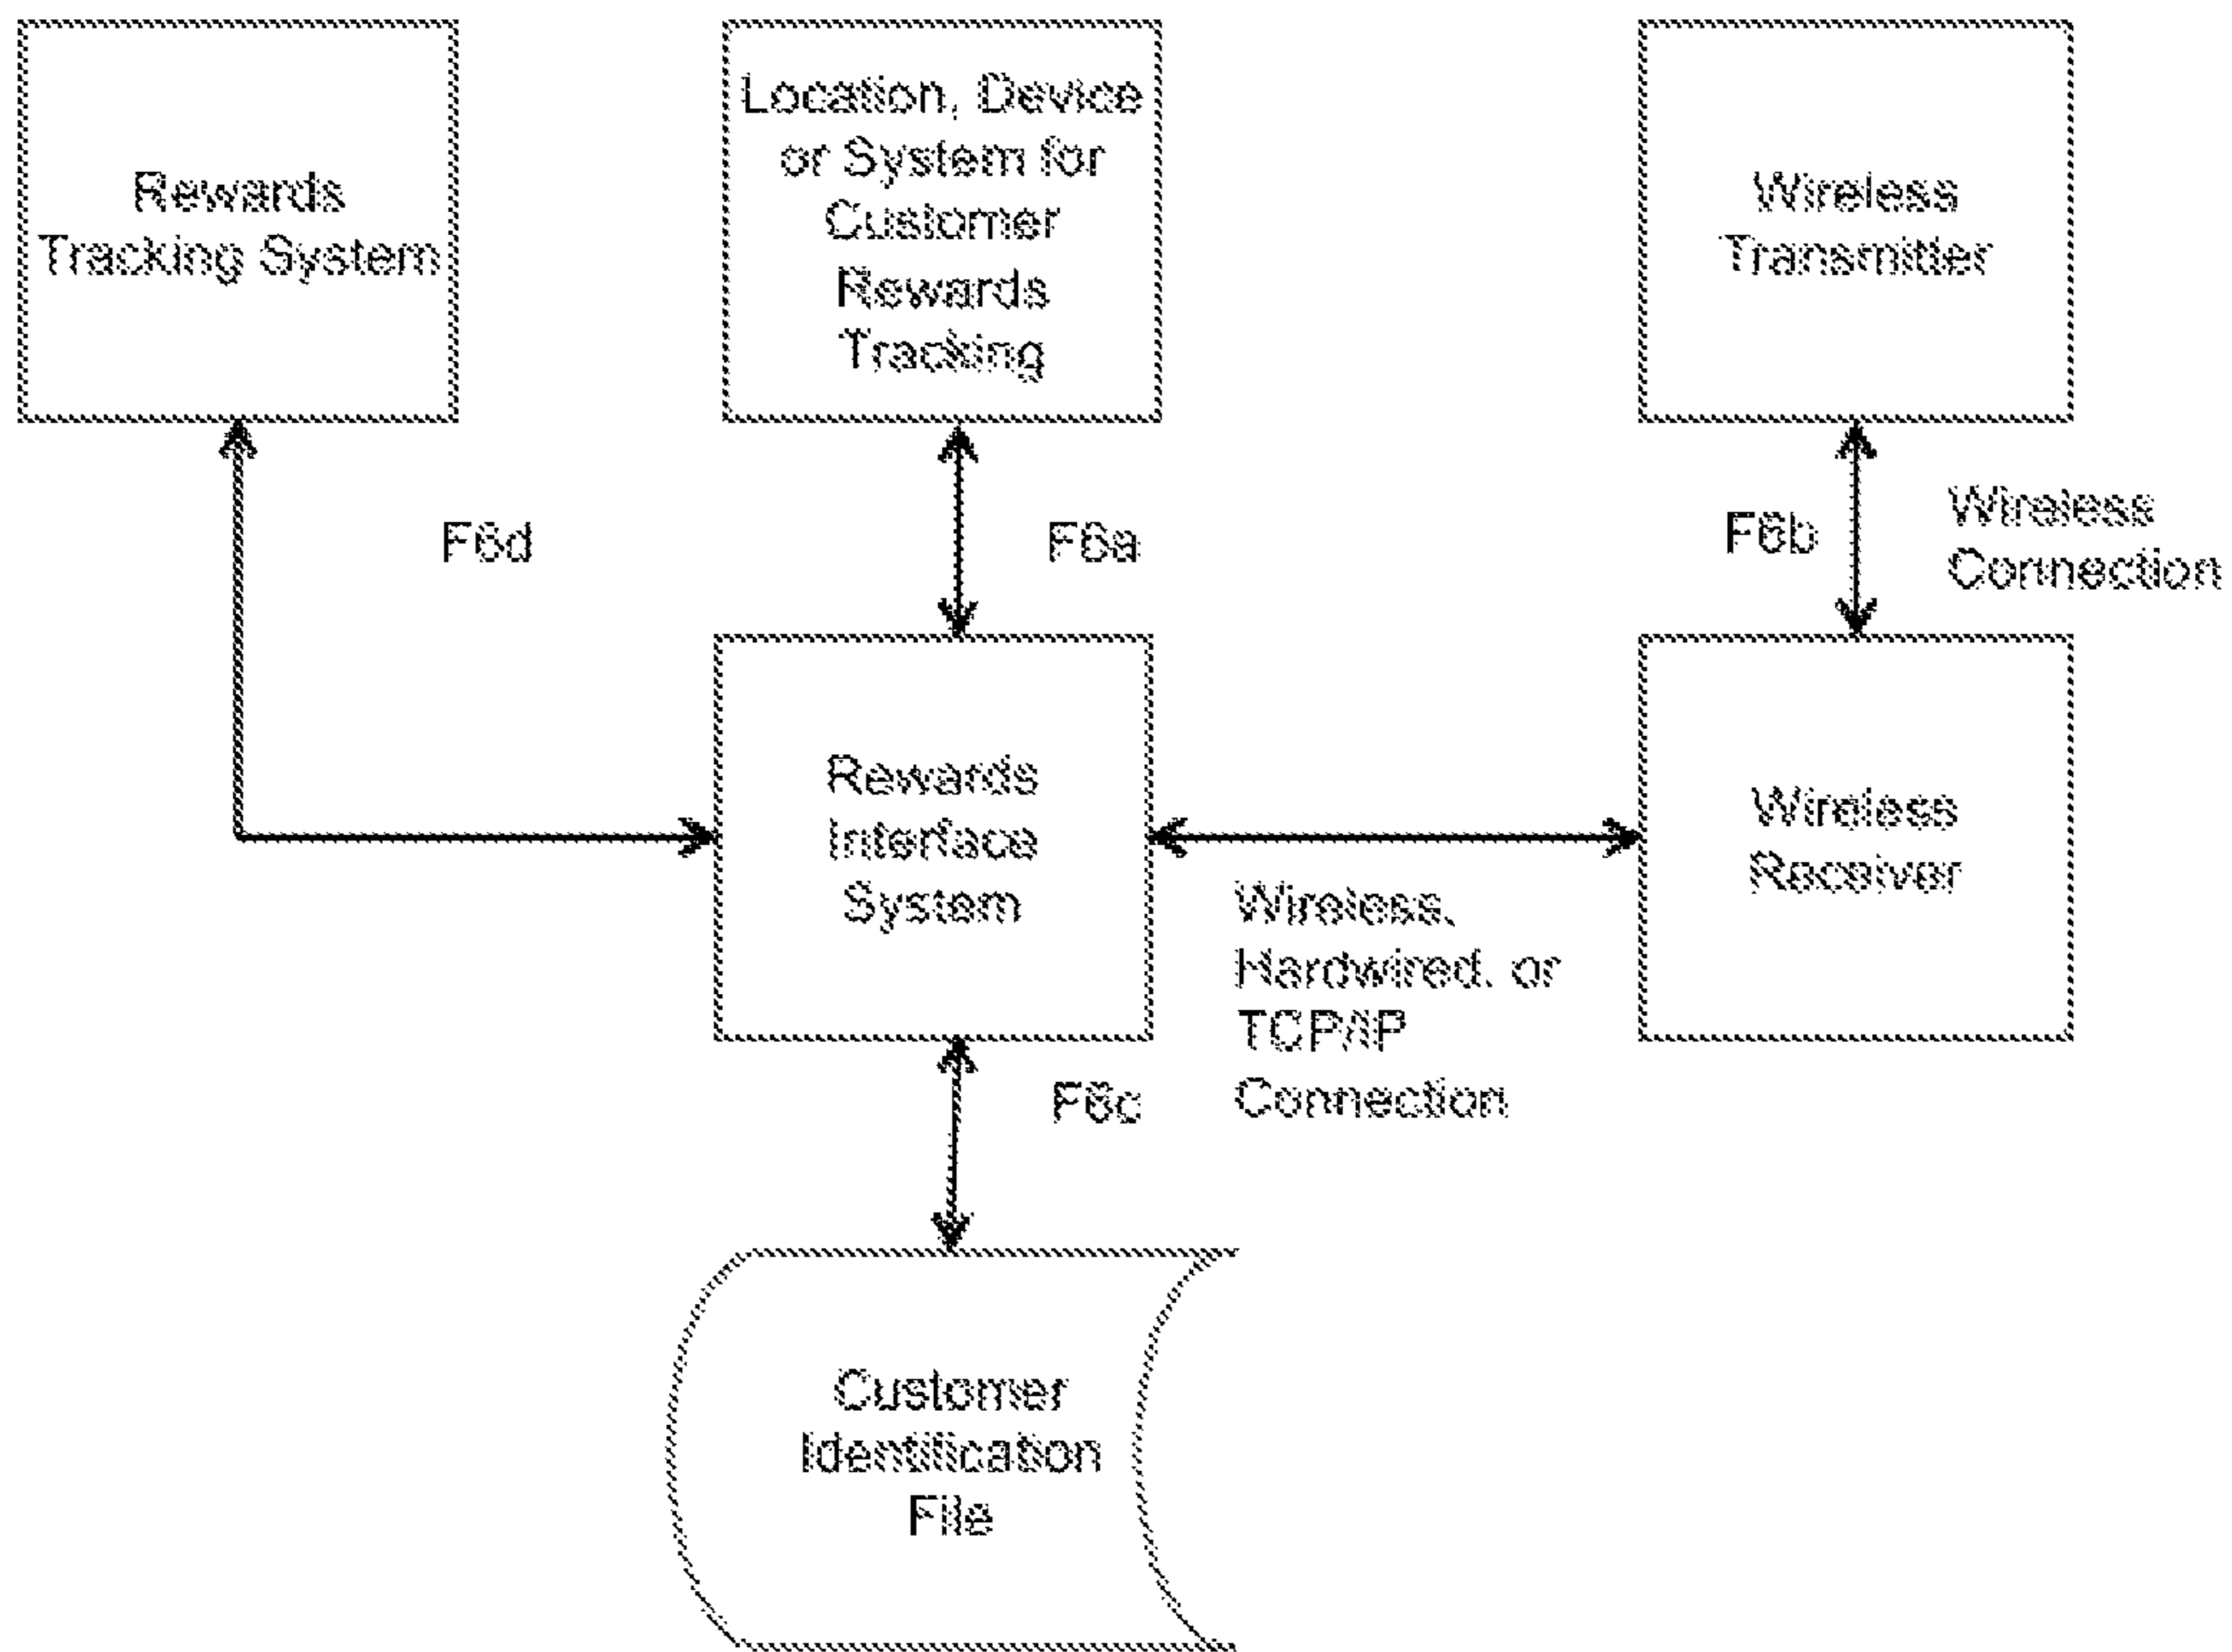 Rewards
Tracking System
Location, Device
or System for
Customer
Rewards
Tracking
Wireless
Transmitter
F6d
F6a
F6b
Wireless
Connection
Rewards
Interface
System
Wireless
Receiver
Wireless,
Hardwired, or
TCP/IP
Connection
F6c
Customer
Identification
File